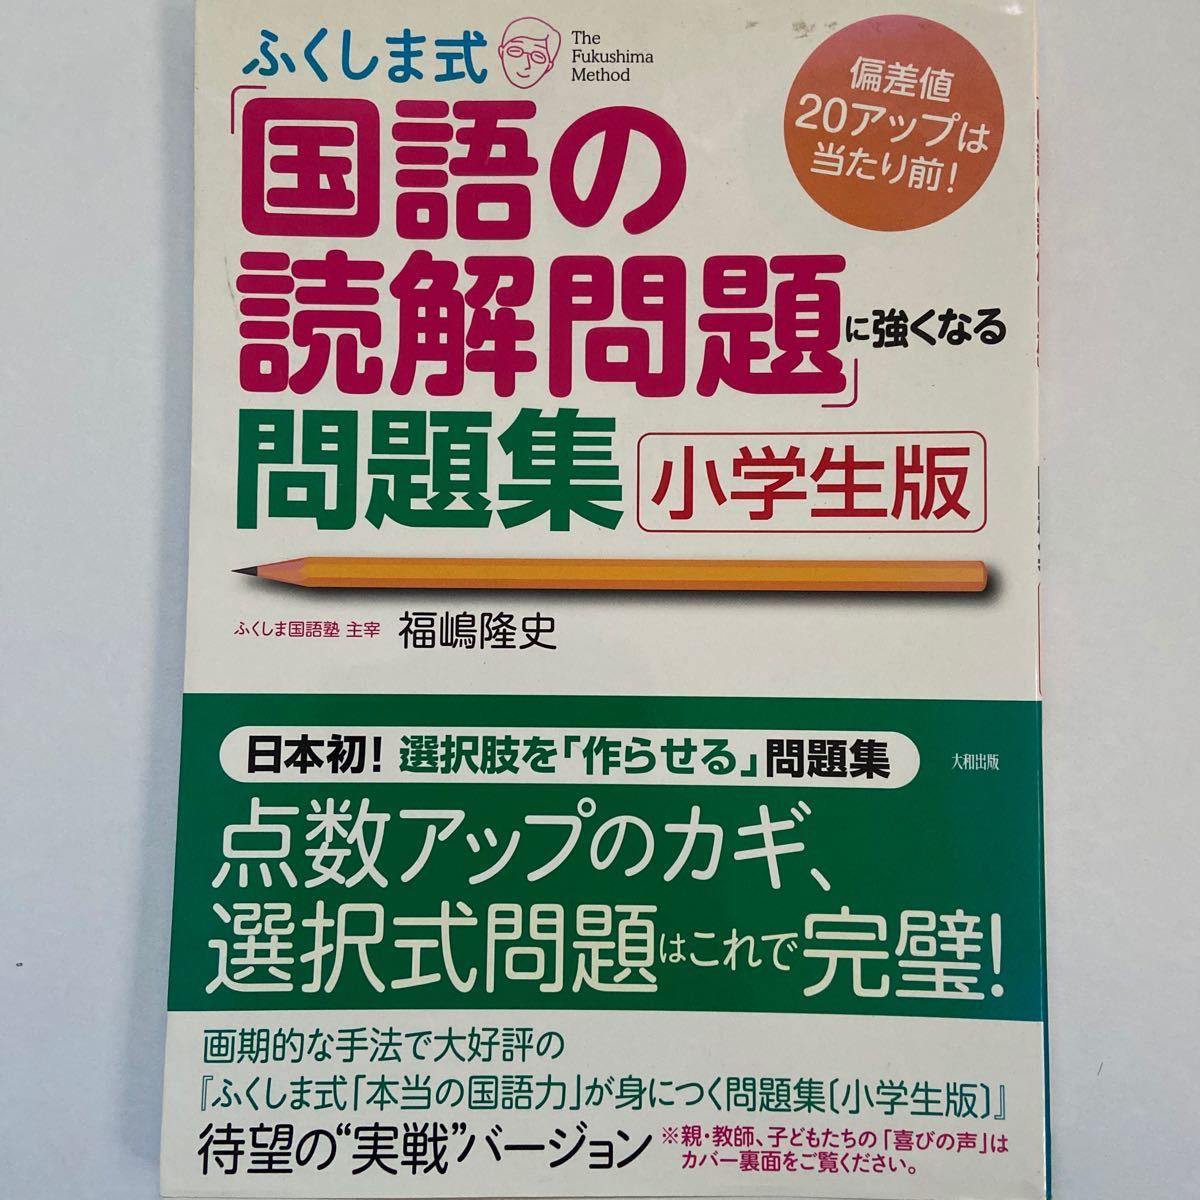 ふくしま式
The
Fukushima
Method
偏差値
20アップは
当たり前!
「国語の
読解問題」に強くなる
問題集 小学生版
ふくしま国語塾 主宰 福嶋隆史
日本初! 選択肢を「作らせる」問題集
大和出版
点数アップのカギ、
選択式問題はこれで完璧!
画期的な手法で大好評の
『ふくしま式「本当の国語力」が身につく問題集〔小学生版〕』
待望の“実戦”バージョン
※親・教師、子どもたちの「喜びの声」は
カバー裏面をご覧ください。